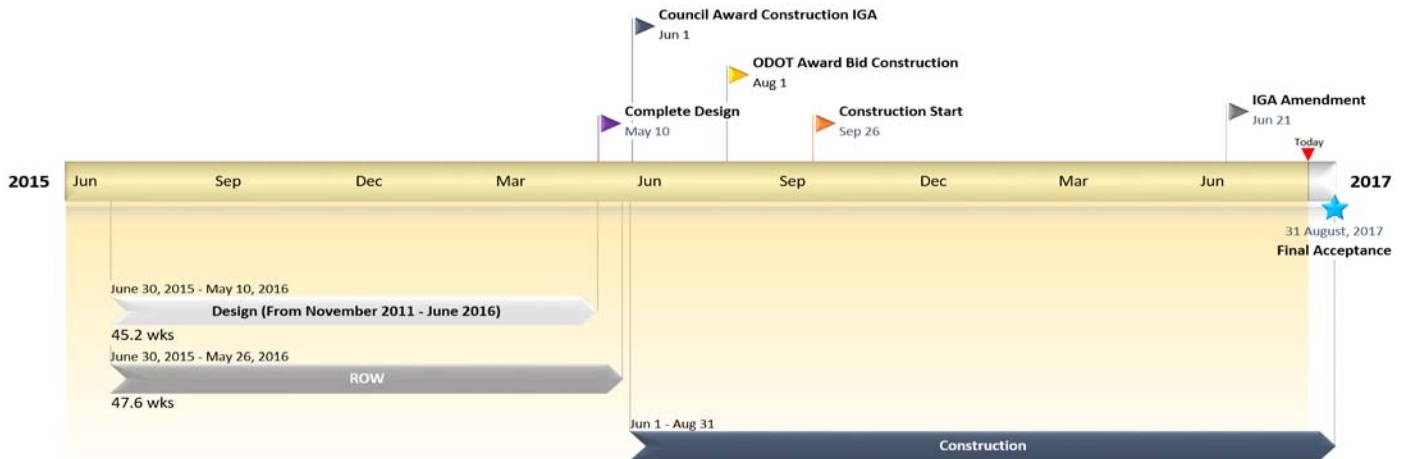 Council Award Construction IGA
Jun 1
ODOT Award Bid Construction
Aug 1
Complete Design
May 10
Construction Start
Sep 26
IGA Amendment
Jun 21
Today
2015 Jun Sep Dec Mar Jun Sep Dec Mar Jun 2017
31 August, 2017
Final Acceptance
June 30, 2015 - May 10, 2016
Design (From November 2011 - June 2016)
45.2 wks
June 30, 2015 - May 26, 2016
ROW
47.6 wks
Jun 1 - Aug 31
Construction